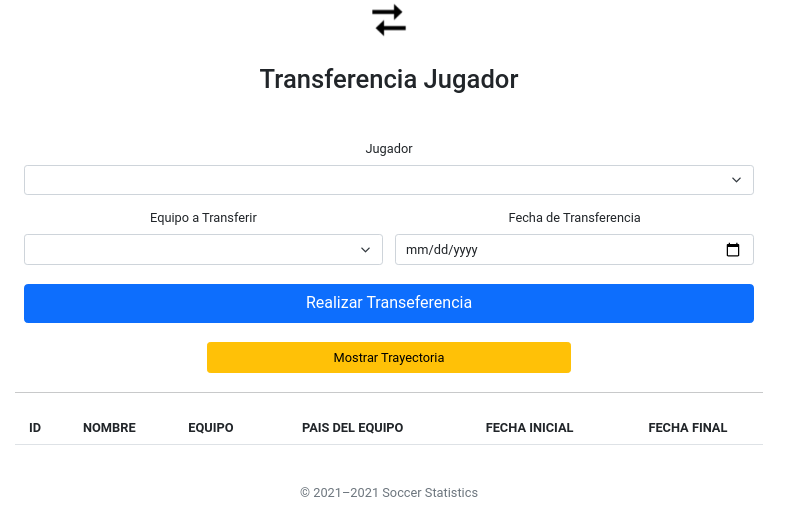 Transferencia Jugador
Jugador
Equipo a Transferir Fecha de Transferencia
mm/dd/yyyy
Realizar Transeferencia
Mostrar Trayectoria
ID NOMBRE EQUIPO PAIS DEL EQUIPO FECHA INICIAL FECHA FINAL
© 2021–2021 Soccer Statistics